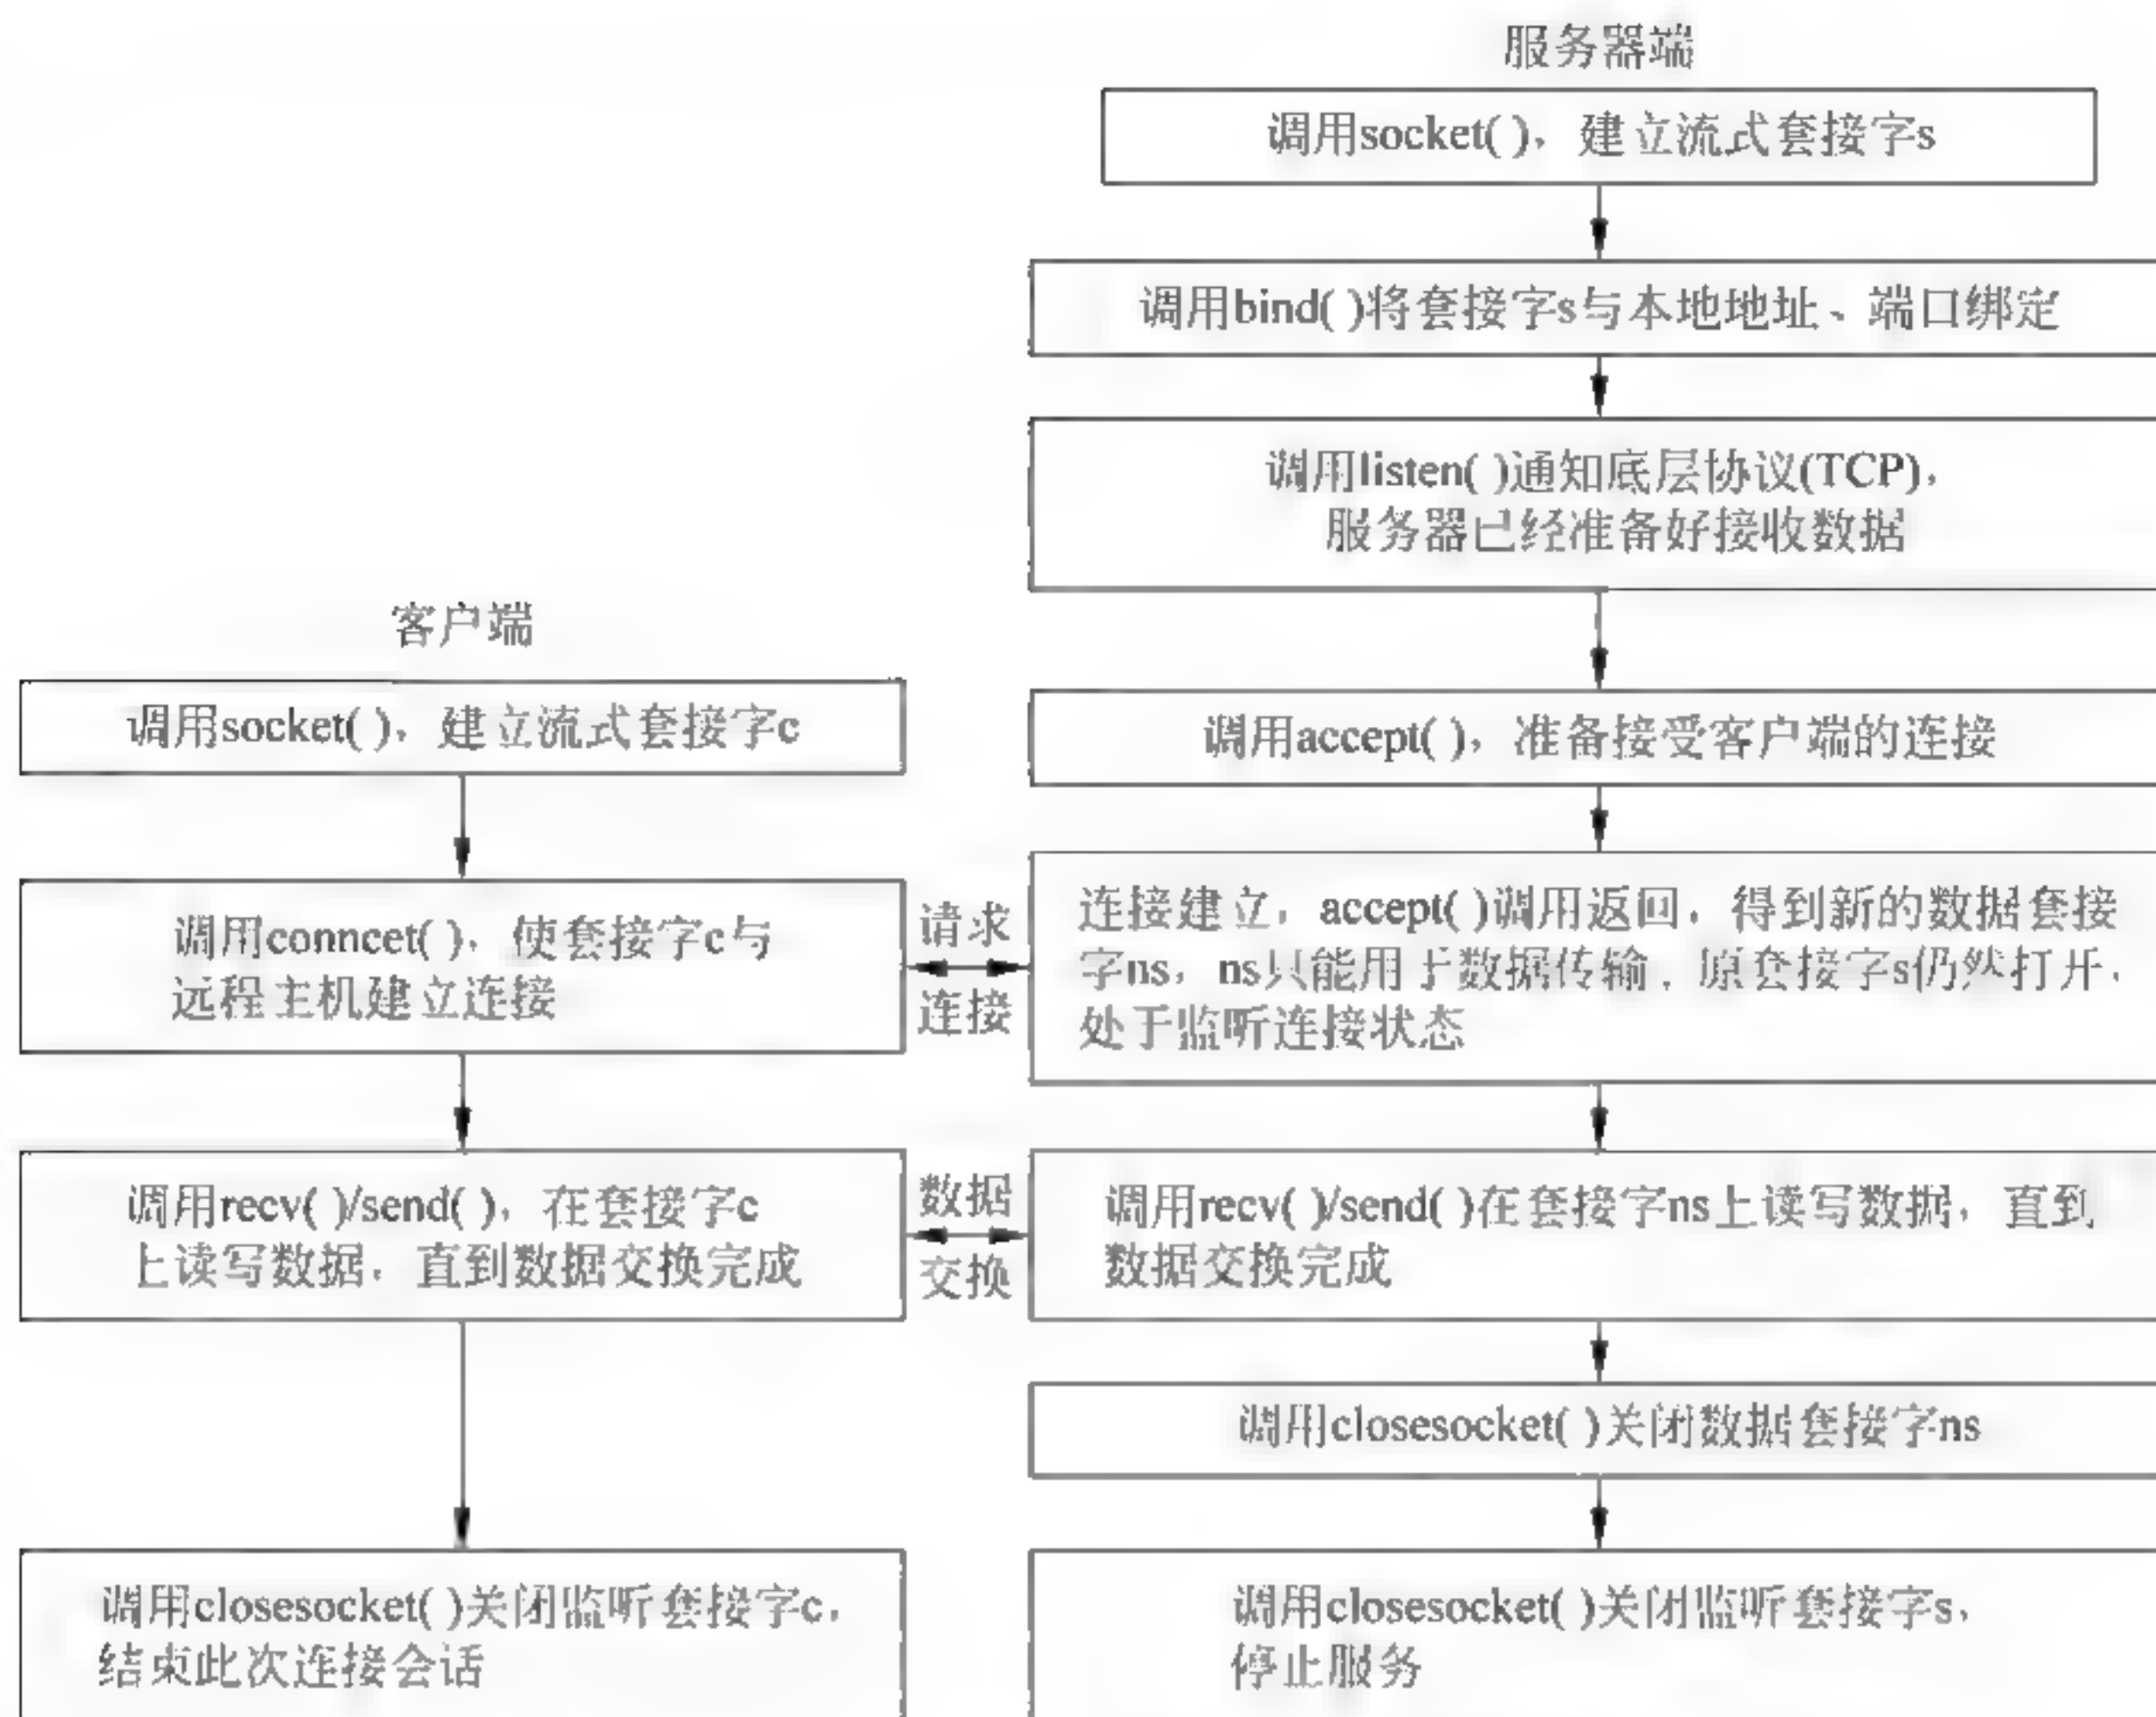 服务器端
调用socket( )，建立流式套接字s
调用bind( )将套接字s与本地地址、端口绑定
调用listen( )通知底层协议(TCP)，
服务器已经准备好接收数据
调用accept( )，准备接受客户端的连接
连接建立，accept( )调用返回，得到新的数据套接
字ns，ns只能用于数据传输，原套接字s仍然打开，
处于监听连接状态
调用recv( )/send( )在套接字ns上读写数据，直到
数据交换完成
调用closesocket( )关闭数据套接字ns
调用closesocket( )关闭监听套接字s，
停止服务
客户端
调用socket( )，建立流式套接字c
调用conncet( )，使套接字c与
远程主机建立连接
调用recv( )/send( )，在套接字c
上读写数据，直到数据交换完成
调用closesocket( )关闭监听套接字c，
结束此次连接会话
请求
连接
数据
交换